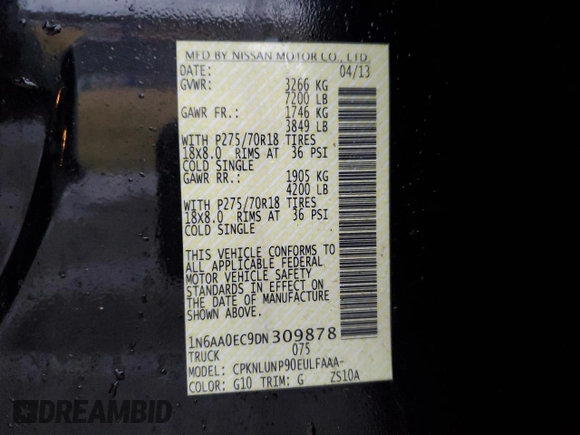 MFD BY NISSAN MOTOR CO., LTD.
DATE: 04/13
GVWR: 3266 KG
7200 LB
GAWR FR.: 1746 KG
3849 LB
WITH P275/70R18 TIRES
18X8.0 RIMS AT 36 PSI
COLD SINGLE
GAWR RR.: 1905 KG
4200 LB
WITH P275/70R18 TIRES
18X8.0 RIMS AT 36 PSI
COLD SINGLE
THIS VEHICLE CONFORMS TO
ALL APPLICABLE FEDERAL
MOTOR VEHICLE SAFETY
STANDARDS IN EFFECT ON
THE DATE OF MANUFACTURE
SHOWN ABOVE.
1N6AA0EC9DN309878
TRUCK 075
MODEL: CPKNLUNP90EULFAAA-
COLOR: G10 TRIM: G ZS10A
DREAMBID